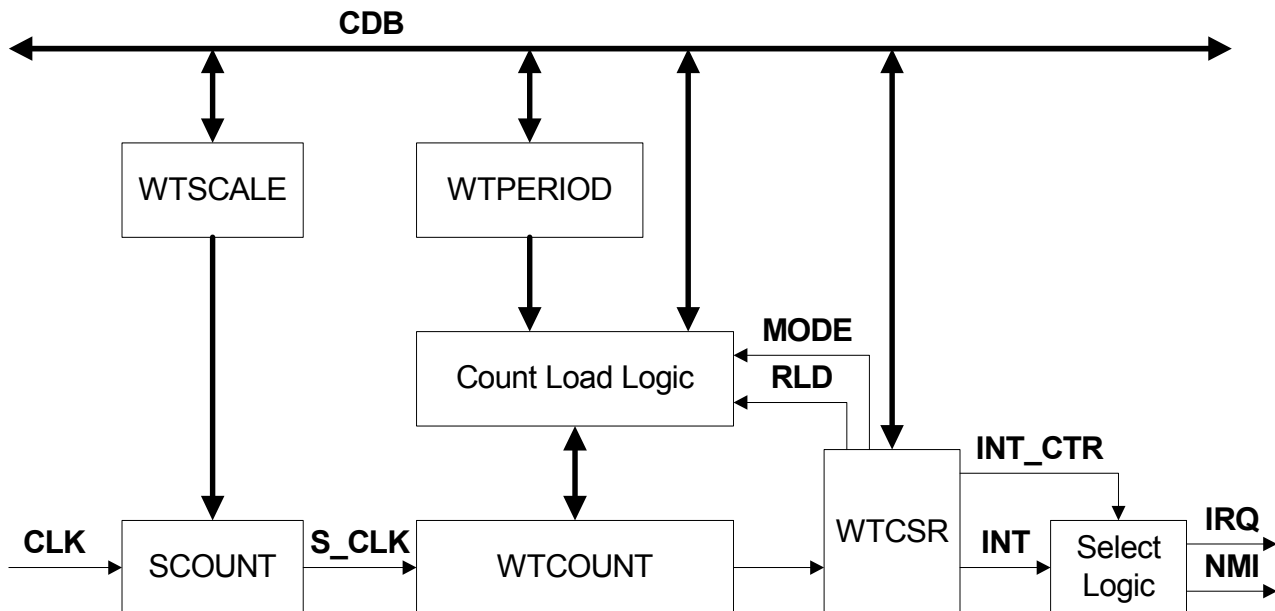 CDB
WTSCALE
WTPERIOD
MODE
Count Load Logic
RLD
INT_CTR
CLK
SCOUNT
S_CLK
WTCOUNT
WTCSR
INT
Select
Logic
IRQ
NMI